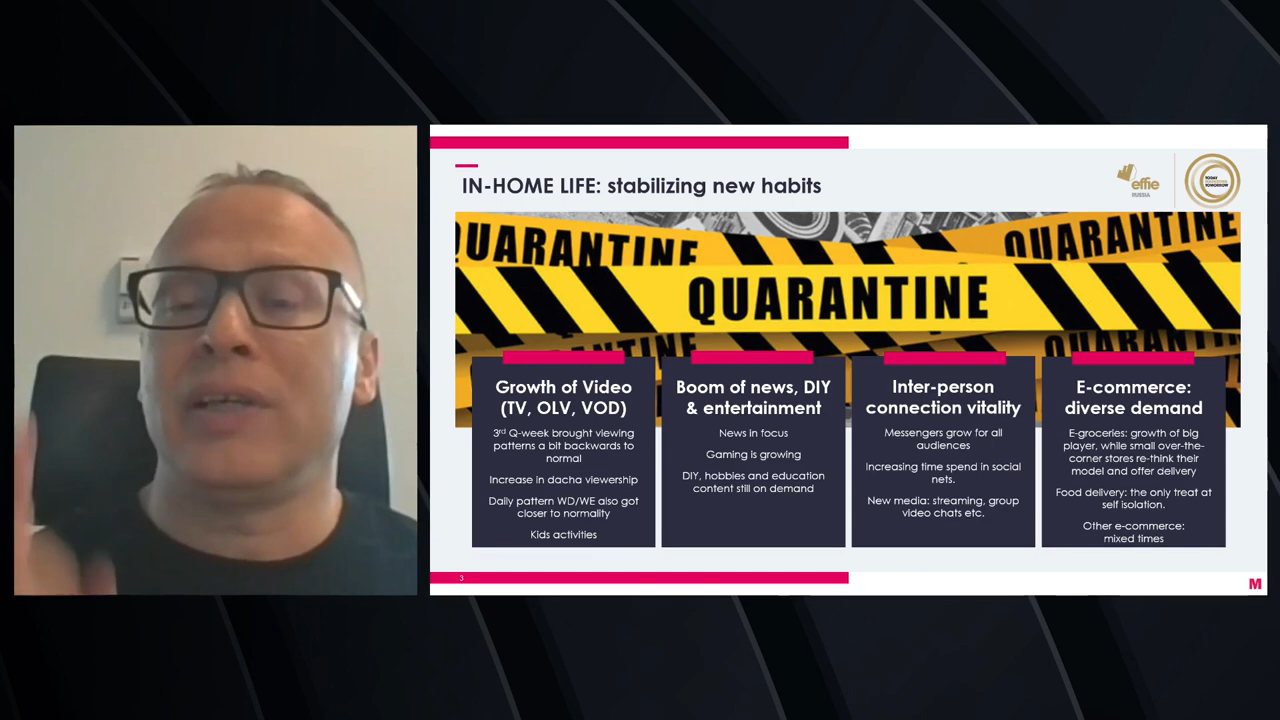 IN-HOME LIFE: stabilizing new habits
effie
RUSSIA
TODAY
TOMORROW
QUARANTINE
QUARANTINE
QUARANTINE
Growth of Video
(TV, OLV, VOD)
3rd Q-week brought viewing
patterns a bit backwards to
normal
Increase in dacha viewership
Daily pattern WD/WE also got
closer to normality
Kids activities
Boom of news, DIY
& entertainment
News in focus
Gaming is growing
DIY, hobbies and education
content still on demand
Inter-person
connection vitality
Messengers grow for all
audiences
Increasing time spend in social
nets.
New media: streaming, group
video chats etc.
E-commerce:
diverse demand
E-groceries: growth of big
player, while small over-the-
corner stores re-think their
model and offer delivery
Food delivery: the only treat at
self isolation.
Other e-commerce:
mixed times
3
M